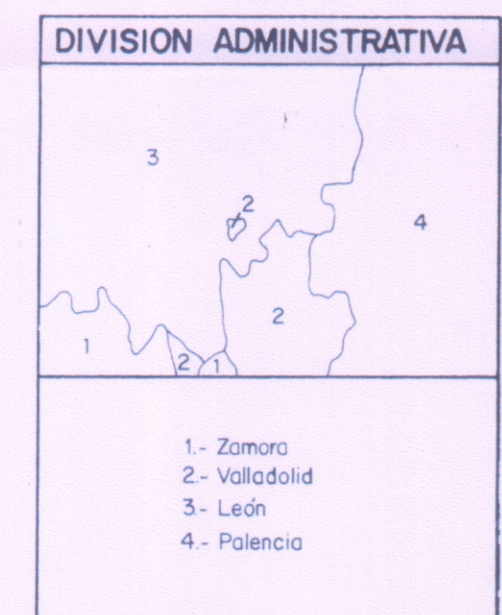 DIVISION ADMINISTRATIVA
3
2
4
2
1
2
1
1.- Zamora
2.- Valladolid
3.- León
4.- Palencia